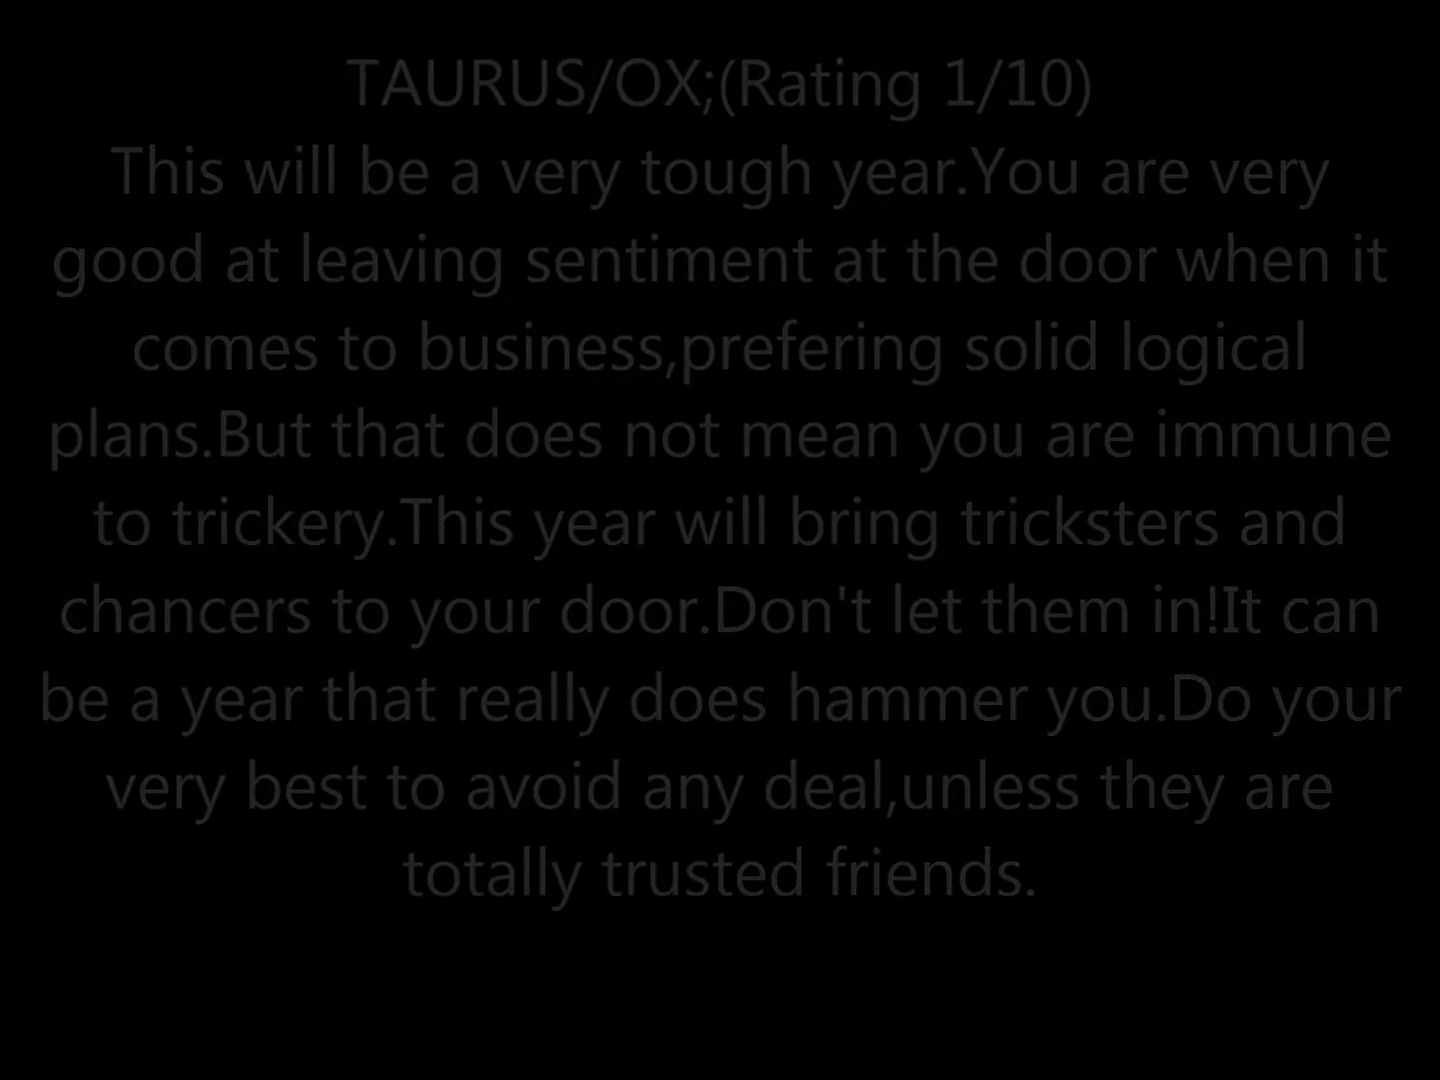 TAURUS/OX;(Rating 1/10)
This will be a very tough year.You are very
good at leaving sentiment at the door when it
comes to business,prefering solid logical
plans.But that does not mean you are immune
to trickery.This year will bring tricksters and
chancers to your door.Don't let them in!It can
be a year that really does hammer you.Do your
very best to avoid any deal,unless they are
totally trusted friends.